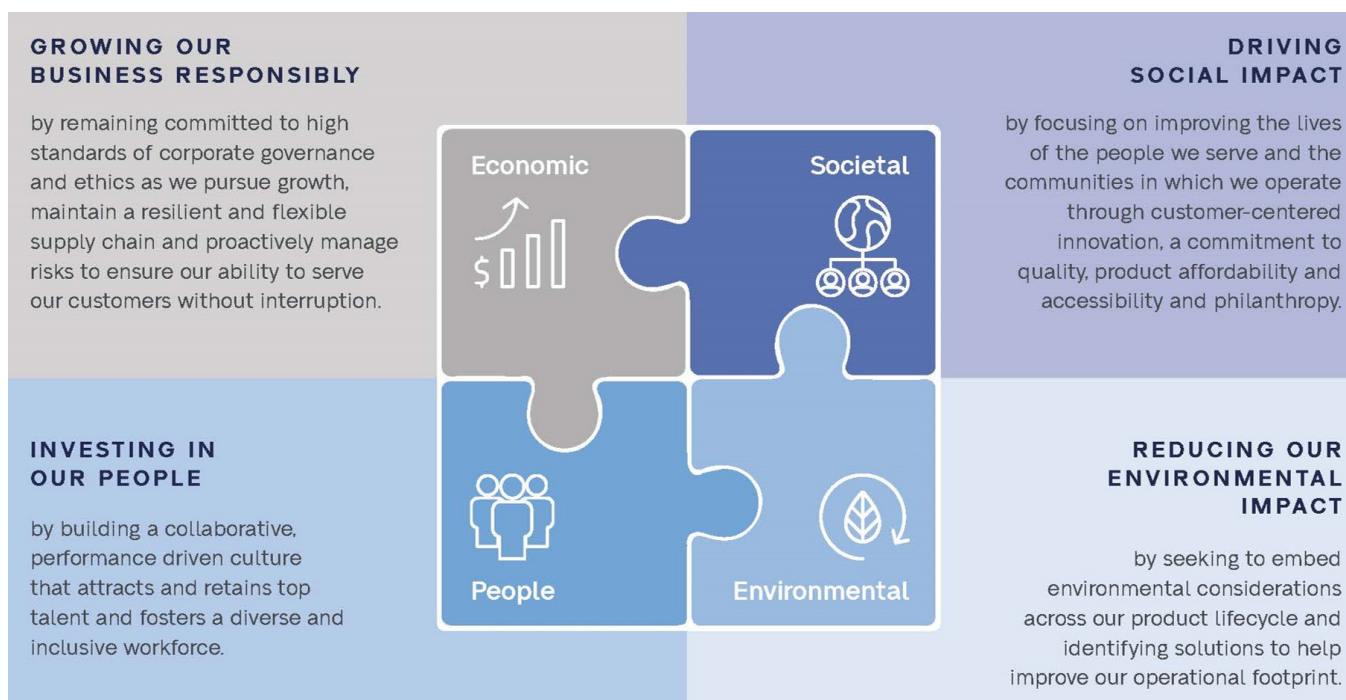 GROWING OUR
BUSINESS RESPONSIBLY
by remaining committed to high
standards of corporate governance
and ethics as we pursue growth,
maintain a resilient and flexible
supply chain and proactively manage
risks to ensure our ability to serve
our customers without interruption.
Economic
$
Societal
DRIVING
SOCIAL IMPACT
by focusing on improving the lives
of the people we serve and the
communities in which we operate
through customer-centered
innovation, a commitment to
quality, product affordability and
accessibility and philanthropy.
INVESTING IN
OUR PEOPLE
by building a collaborative,
performance driven culture
that attracts and retains top
talent and fosters a diverse and
inclusive workforce.
People
Environmental
REDUCING OUR
ENVIRONMENTAL
IMPACT
by seeking to embed
environmental considerations
across our product lifecycle and
identifying solutions to help
improve our operational footprint.